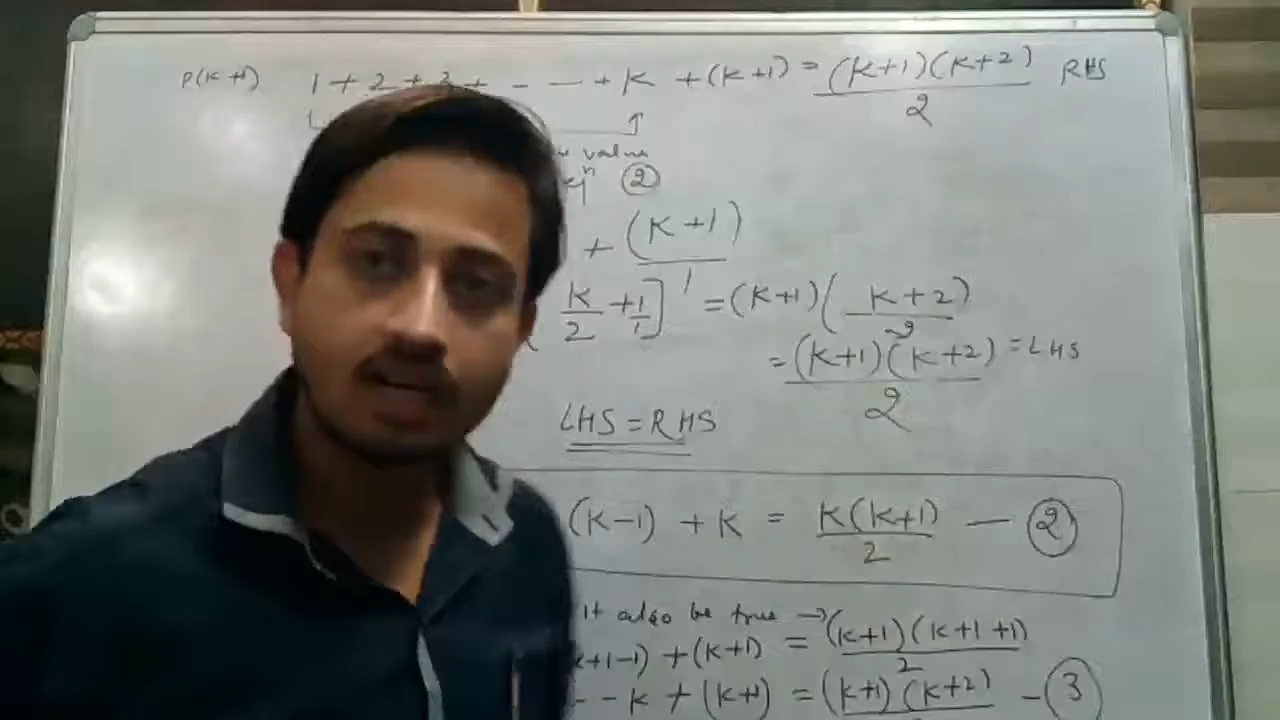 P(K+1) 1 + 2 + 3 + - — + K + (K+1) = (K+1)(K+2)/2 RHS
value
eqn ②
+ (K+1)/1
K/2 + 1/1] = (K+1)(K+2)/2
= (K+1)(K+2)/2 = LHS
LHS = RHS
(K-1) + K = K(K+1)/2 — ②
It also be true → (K+1)(K+1+1)/2
K+1-1) + (K+1) =
- - K + (K+1) = (K+1)(K+2) - ③